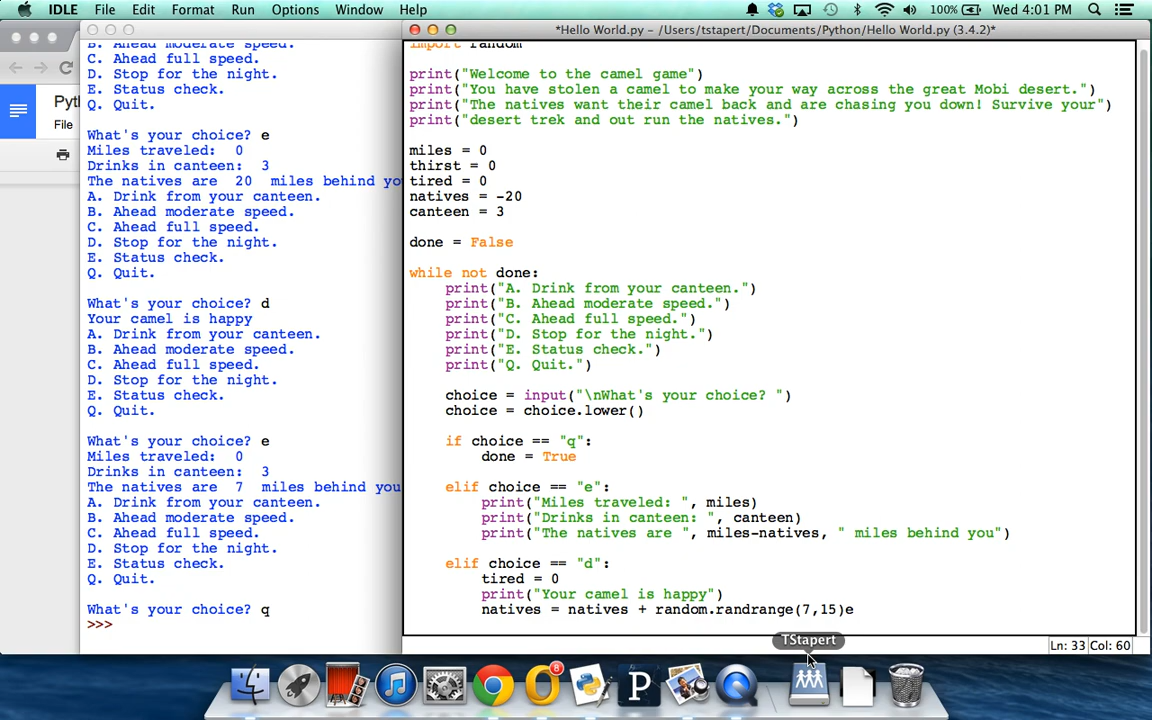 IDLE File Edit Format Run Options Window Help 100% Wed 4:01 PM
*Hello World.py – /Users/tstapert/Documents/Python/Hello World.py (3.4.2)*
Pyt
File
B. Ahead moderate speed.
C. Ahead full speed.
D. Stop for the night.
E. Status check.
Q. Quit.
What's your choice? e
Miles traveled:  0
Drinks in canteen:  3
The natives are  20  miles behind yo
A. Drink from your canteen.
B. Ahead moderate speed.
C. Ahead full speed.
D. Stop for the night.
E. Status check.
Q. Quit.
What's your choice? d
Your camel is happy
A. Drink from your canteen.
B. Ahead moderate speed.
C. Ahead full speed.
D. Stop for the night.
E. Status check.
Q. Quit.
What's your choice? e
Miles traveled:  0
Drinks in canteen:  3
The natives are  7  miles behind you
A. Drink from your canteen.
B. Ahead moderate speed.
C. Ahead full speed.
D. Stop for the night.
E. Status check.
Q. Quit.
What's your choice? q
>>>
import random
print("Welcome to the camel game")
print("You have stolen a camel to make your way across the great Mobi desert.")
print("The natives want their camel back and are chasing you down! Survive your")
print("desert trek and out run the natives.")
miles = 0
thirst = 0
tired = 0
natives = -20
canteen = 3
done = False
while not done:
    print("A. Drink from your canteen.")
    print("B. Ahead moderate speed.")
    print("C. Ahead full speed.")
    print("D. Stop for the night.")
    print("E. Status check.")
    print("Q. Quit.")
    choice = input("\nWhat's your choice? ")
    choice = choice.lower()
    if choice == "q":
        done = True
    elif choice == "e":
        print("Miles traveled: ", miles)
        print("Drinks in canteen: ", canteen)
        print("The natives are ", miles-natives, " miles behind you")
    elif choice == "d":
        tired = 0
        print("Your camel is happy")
        natives = natives + random.randrange(7,15)e
Ln: 33 Col: 60
TStapert
8
P